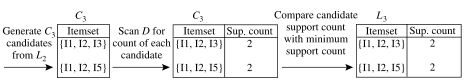 C3
Generate C3
candidates
from L2
Itemset
{I1, I2, I3}
{I1, I2, I5}
Scan D for
count of each
candidate
C3
Itemset Sup. count
{I1, I2, I3} 2
{I1, I2, I5} 2
Compare candidate
support count
with minimum
support count
L3
Itemset Sup. count
{I1, I2, I3} 2
{I1, I2, I5} 2